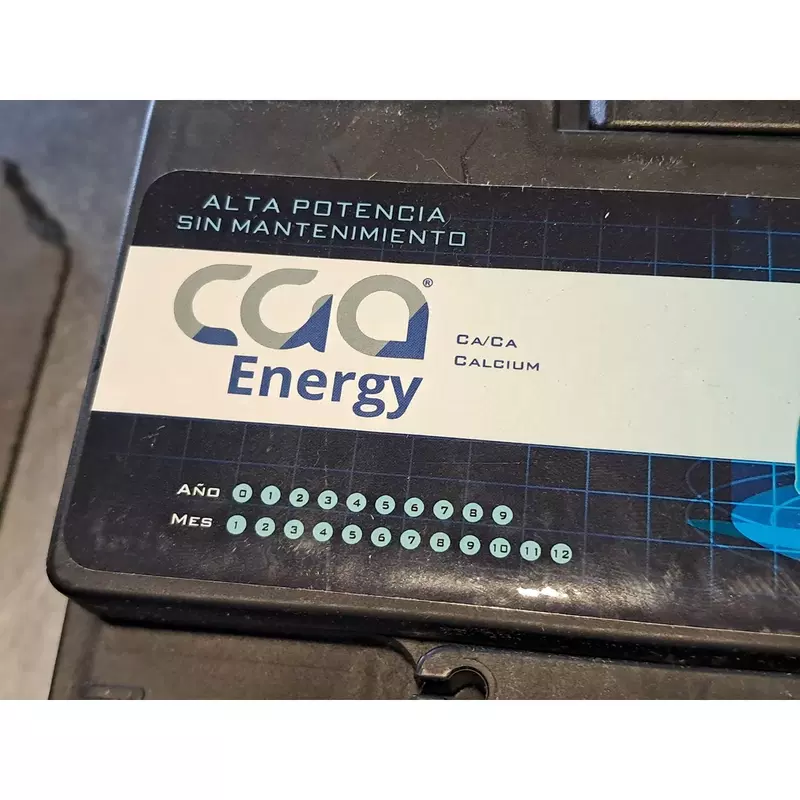 ALTA POTENCIA
SIN MANTENIMIENTO
CGA®
Energy
CA/CA
CALCIUM
AÑO 0 1 2 3 4 5 6 7 8 9
MES 1 2 3 4 5 6 7 8 9 10 11 12